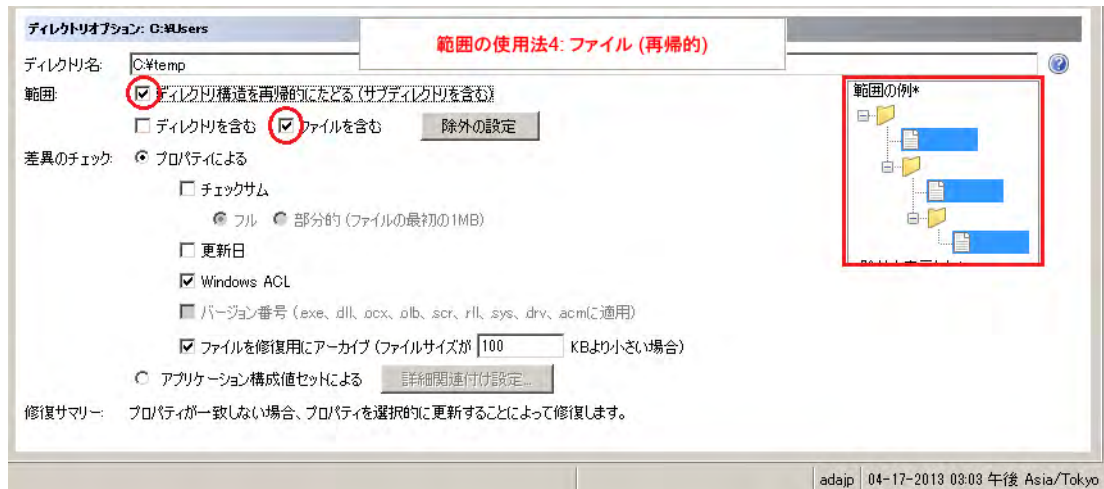 ディレクトリオプション: C:¥Users
範囲の使用法4: ファイル (再帰的)
ディレクトリ名: C:¥temp
範囲: ディレクトリ構造を再帰的にたどる (サブディレクトリを含む)
範囲の例*
ディレクトリを含む ファイルを含む 除外の設定
差異のチェック: プロパティによる
チェックサム
フル 部分的 (ファイルの最初の1MB)
更新日
Windows ACL
バージョン番号 (.exe、.dll、.ocx、.olb、.scr、.rll、.sys、.drv、.acmに適用)
ファイルを修復用にアーカイブ (ファイルサイズが 100 KBより小さい場合)
アプリケーション構成値セットによる 詳細関連付け設定...
修復サマリー: プロパティが一致しない場合、プロパティを選択的に更新することによって修復します。
adajp 04-17-2013 03:03 午後 Asia/Tokyo